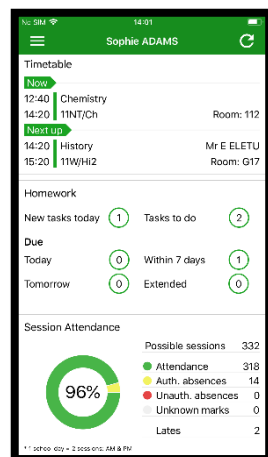 No SIM 14:01
Sophie ADAMS
Timetable
Now
12:40 Chemistry
14:20 11NT/Ch Room: 112
Next up
14:20 History Mr E ELETU
15:20 11W/Hi2 Room: G17
Homework
New tasks today 1 Tasks to do 2
Due
Today 0 Within 7 days 1
Tomorrow 0 Extended 0
Session Attendance
Possible sessions 332
Attendance 318
96%
Auth. absences 14
Unauth. absences 0
Unknown marks 0
Lates 2
* 1 school day = 2 sessions, AM & PM